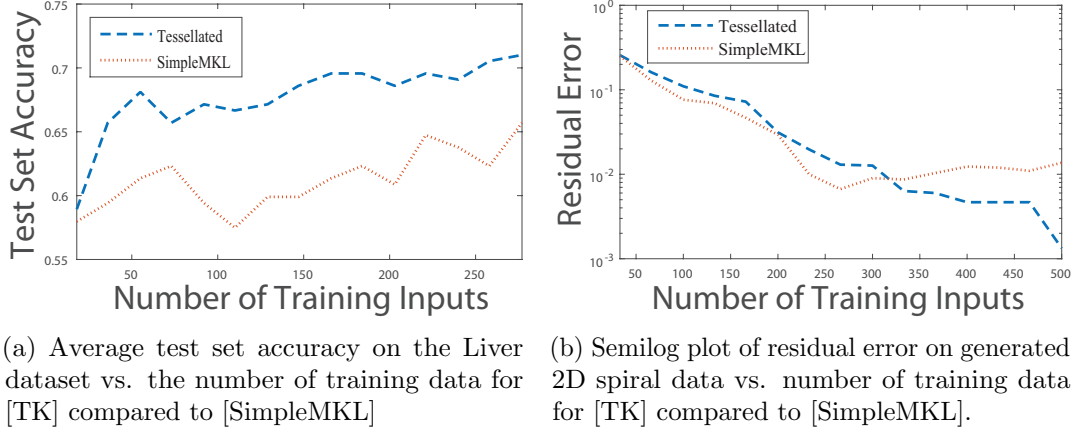 0.75
0.7
0.65
0.6
0.55
Test Set Accuracy
Tessellated
SimpleMKL
50
100
150
200
250
Number of Training Inputs
10^0
10^-1
10^-2
10^-3
Residual Error
Tessellated
SimpleMKL
50
100
150
200
250
300
350
400
450
500
Number of Training Inputs
(a) Average test set accuracy on the Liver
dataset vs. the number of training data for
[TK] compared to [SimpleMKL]
(b) Semilog plot of residual error on generated
2D spiral data vs. number of training data
for [TK] compared to [SimpleMKL].